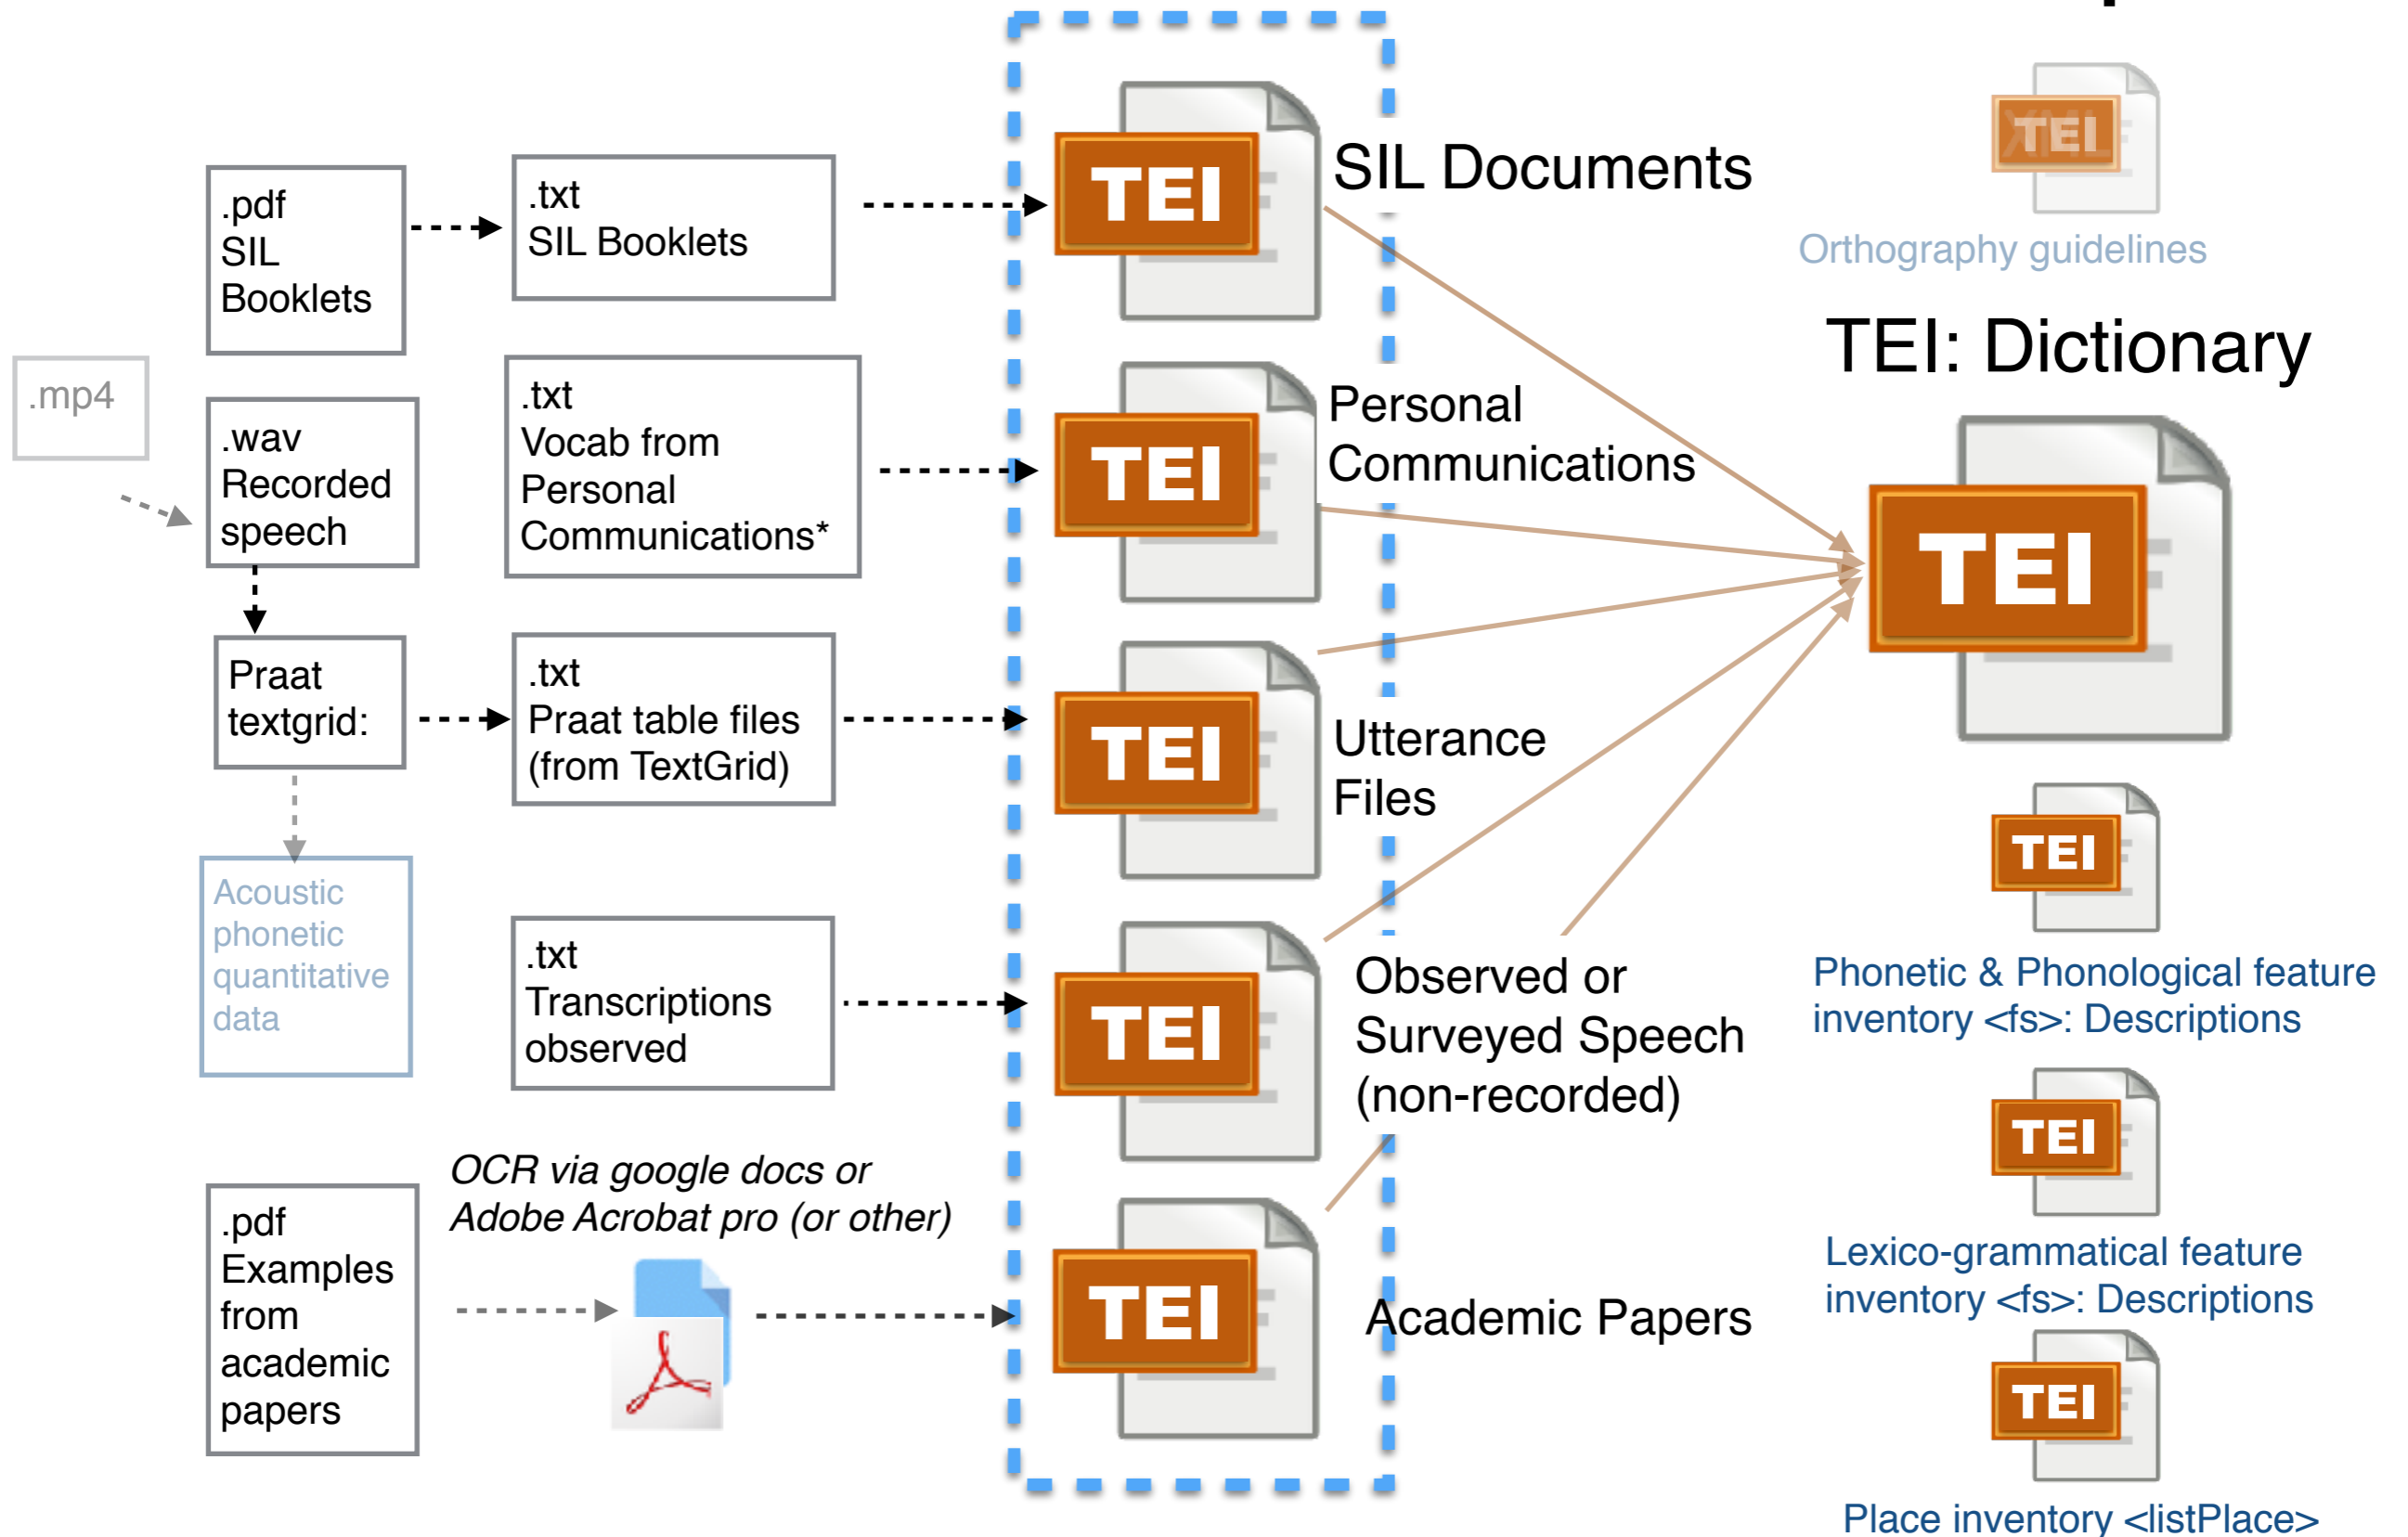 .pdf
SIL
Booklets
.txt
SIL Booklets
TEI
SIL Documents
TEI
Orthography guidelines
TEI: Dictionary
.mp4
.wav
Recorded
speech
.txt
Vocab from
Personal
Communications*
TEI
Personal
Communications
TEI
Praat
textgrid:
.txt
Praat table files
(from TextGrid)
TEI
Utterance
Files
TEI
Phonetic & Phonological feature
inventory <fs>: Descriptions
Acoustic
phonetic
quantitative
data
.txt
Transcriptions
observed
TEI
Observed or
Surveyed Speech
(non-recorded)
TEI
Lexico-grammatical feature
inventory <fs>: Descriptions
.pdf
Examples
from
academic
papers
OCR via google docs or
Adobe Acrobat pro (or other)
TEI
Academic Papers
TEI
Place inventory <listPlace>